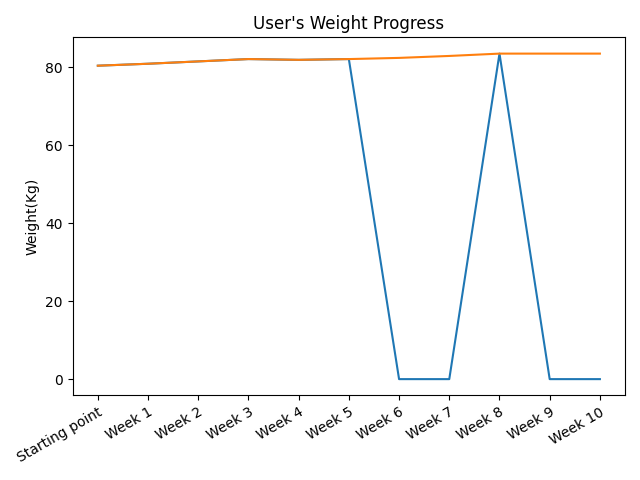 User's Weight Progress
Weight(Kg)
80
60
40
20
0
Starting point
Week 1
Week 2
Week 3
Week 4
Week 5
Week 6
Week 7
Week 8
Week 9
Week 10